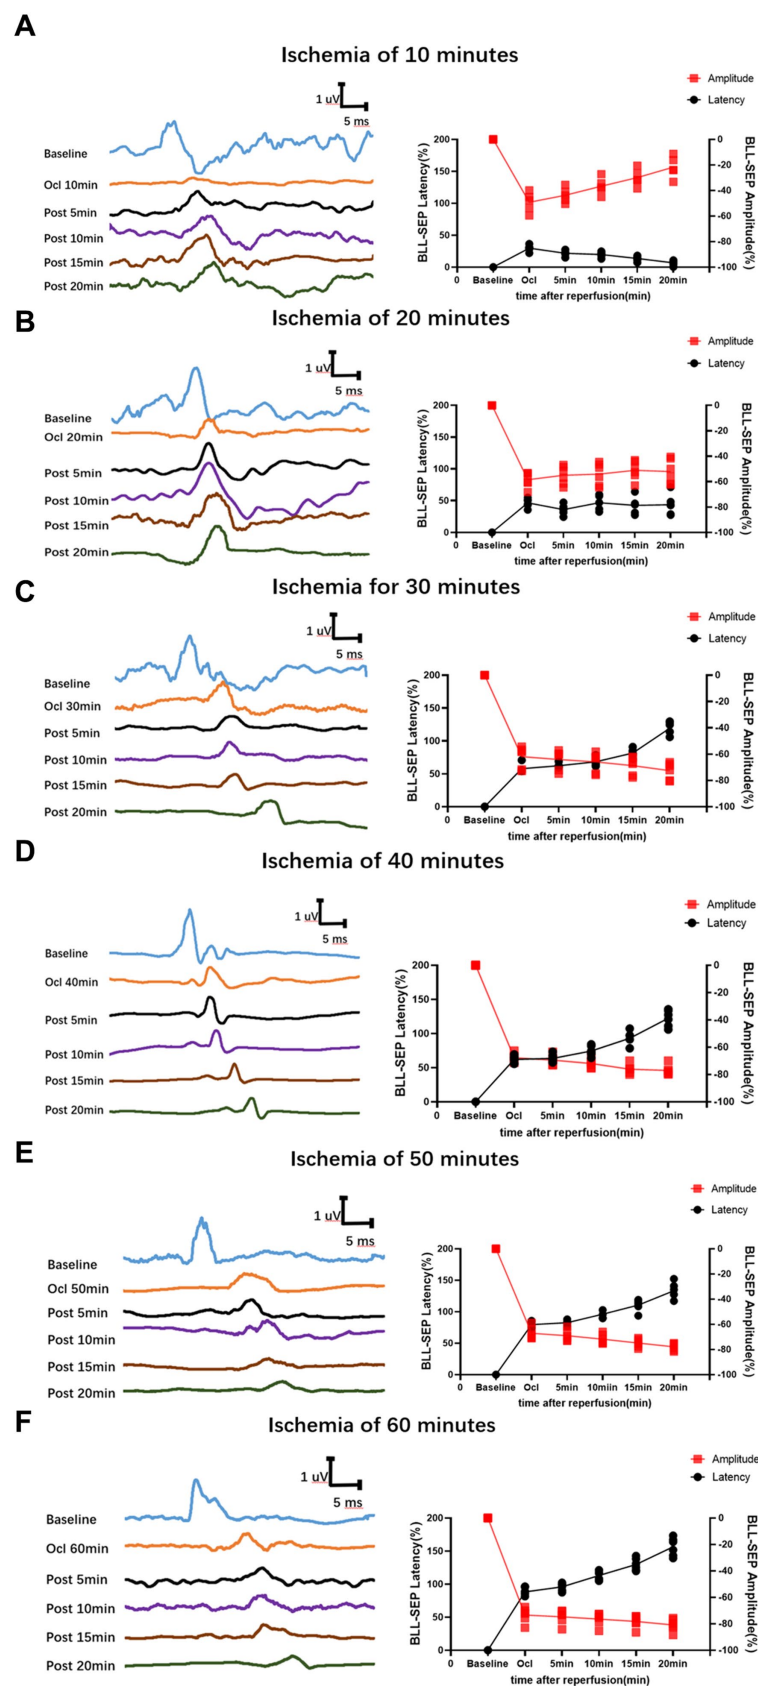 A
Ischemia of 10 minutes
1 uV
5 ms
Baseline
Ocl 10min
Post 5min
Post 10min
Post 15min
Post 20min
Amplitude
Latency
BLL-SEP Latency(%)
200
150
100
50
0
0
-20
-40
-60
-80
-100
BLL-SEP Amplitude(%)
0 Baseline Ocl 5min 10min 15min 20min
time after reperfusion(min)
B
Ischemia of 20 minutes
1 uV
5 ms
Baseline
Ocl 20min
Post 5min
Post 10min
Post 15min
Post 20min
Amplitude
Latency
BLL-SEP Latency(%)
200
150
100
50
0
0
-20
-40
-60
-80
-100
BLL-SEP Amplitude(%)
0 Baseline Ocl 5min 10min 15min 20min
time after reperfusion(min)
C
Ischemia for 30 minutes
1 uV
5 ms
Baseline
Ocl 30min
Post 5min
Post 10min
Post 15min
Post 20min
Amplitude
Latency
BLL-SEP Latency(%)
200
150
100
50
0
0
-20
-40
-60
-80
-100
BLL-SEP Amplitude(%)
0 Baseline Ocl 5min 10min 15min 20min
time after reperfusion(min)
D
Ischemia of 40 minutes
1 uV
5 ms
Baseline
Ocl 40min
Post 5min
Post 10min
Post 15min
Post 20min
Amplitude
Latency
BLL-SEP Latency(%)
200
150
100
50
0
0
-20
-40
-60
-80
-100
BLL-SEP Amplitude(%)
0 Baseline Ocl 5min 10min 15min 20min
time after reperfusion(min)
E
Ischemia of 50 minutes
1 uV
5 ms
Baseline
Ocl 50min
Post 5min
Post 10min
Post 15min
Post 20min
Amplitude
Latency
BLL-SEP Latency(%)
200
150
100
50
0
0
-20
-40
-60
-80
-100
BLL-SEP Amplitude(%)
0 Baseline Ocl 5min 10miin 15min 20min
time after reperfusion(min)
F
Ischemia of 60 minutes
1 uV
5 ms
Baseline
Ocl 60min
Post 5min
Post 10min
Post 15min
Post 20min
Amplitude
Latency
BLL-SEP Latency(%)
200
150
100
50
0
0
-20
-40
-60
-80
-100
BLL-SEP Amplitude(%)
0 Baseline Ocl 5min 10min 15min 20min
time after reperfusion(min)